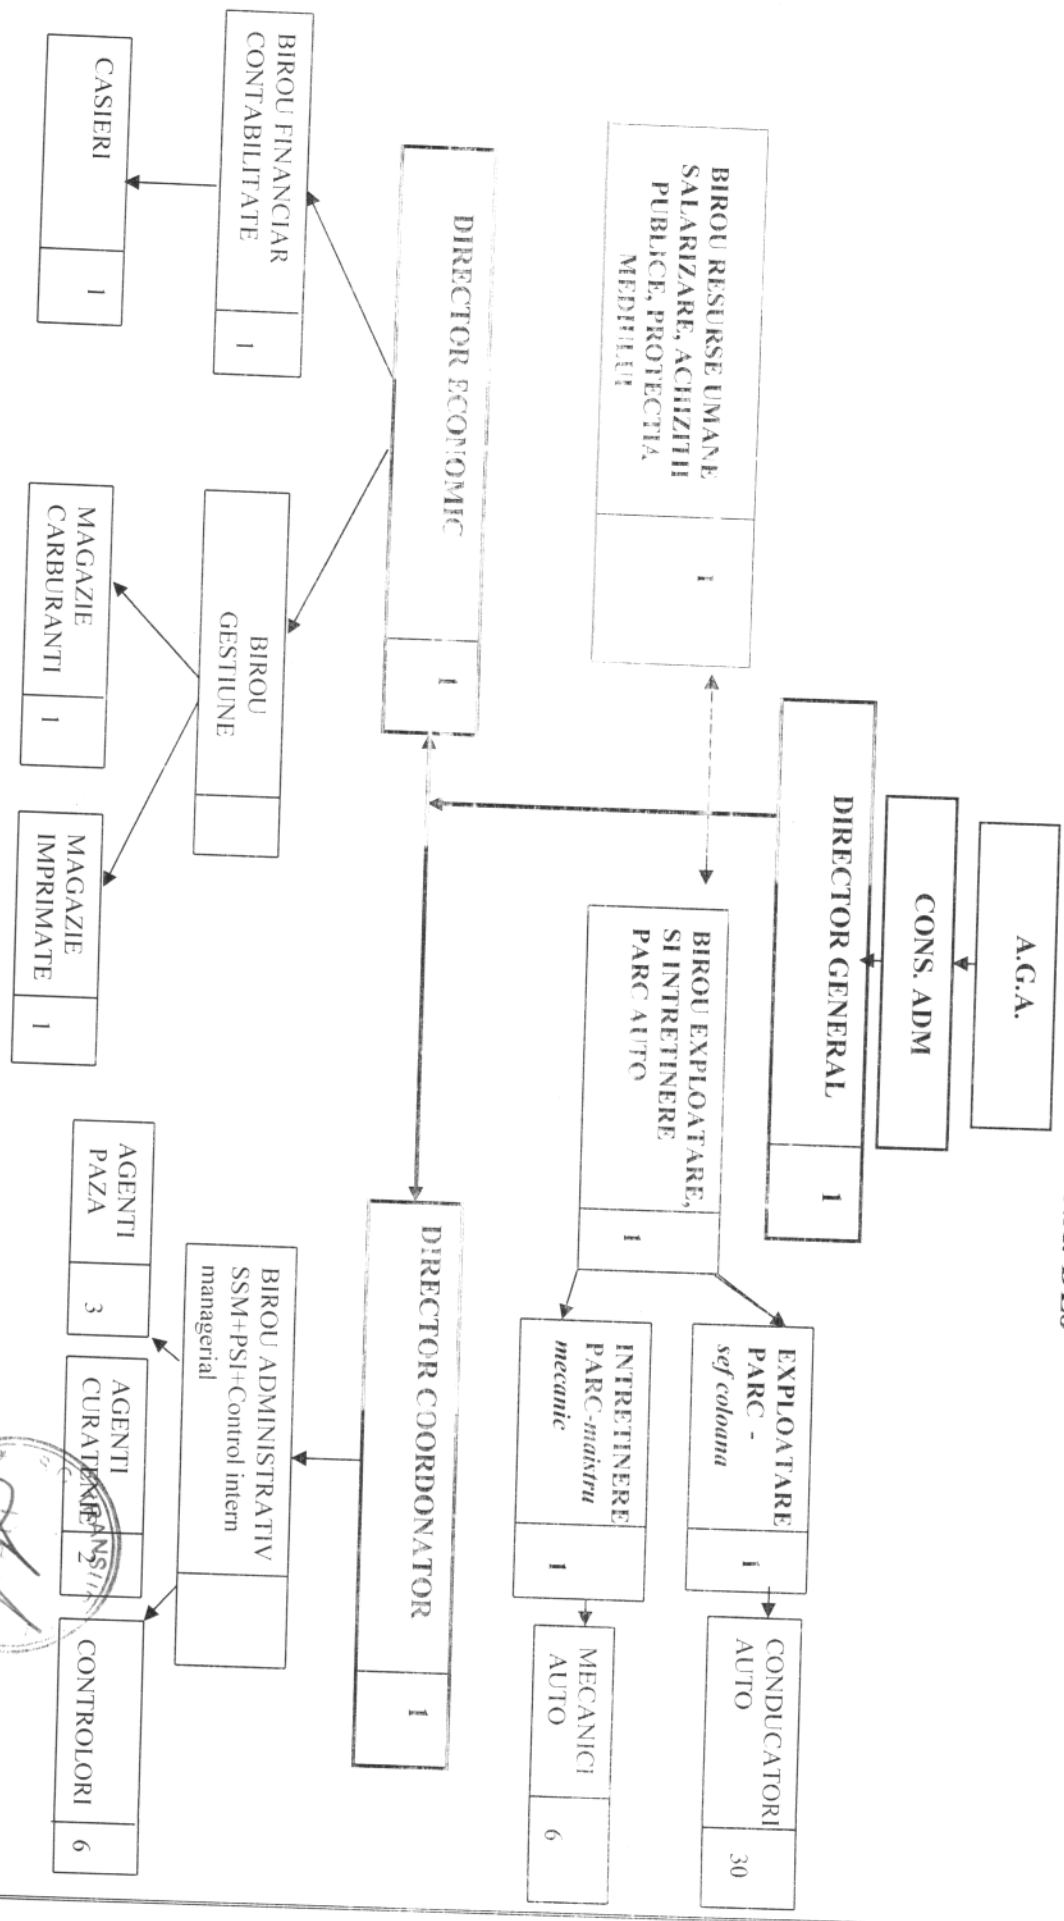 A.G.A.
CONS. ADM
DIRECTOR GENERAL
1
BIROU RESURSE UMANE
SALARIZARE, ACHIZITII
PUBLICE, PROTECTIA
MEDIULUI
1
BIROU EXPLOATARE,
SI INTRETINERE
PARC AUTO
1
EXPLOATARE
PARC -
sef coloana
1
CONDUCATORI
AUTO
30
INTRETINERE
PARC-maistru
mecanic
1
MECANICI
AUTO
6
DIRECTOR ECONOMIC
1
DIRECTOR COORDONATOR
1
BIROU FINANCIAR
CONTABILITATE
1
BIROU
GESTIUNE
BIROU ADMINISTRATIV
SSM+PSI+Control intern
managerial
CASIERI
1
MAGAZIE
CARBURANTI
1
MAGAZIE
IMPRIMATE
1
AGENTI
PAZA
3
AGENTI
CURATENIE
2
CONTROLORI
6